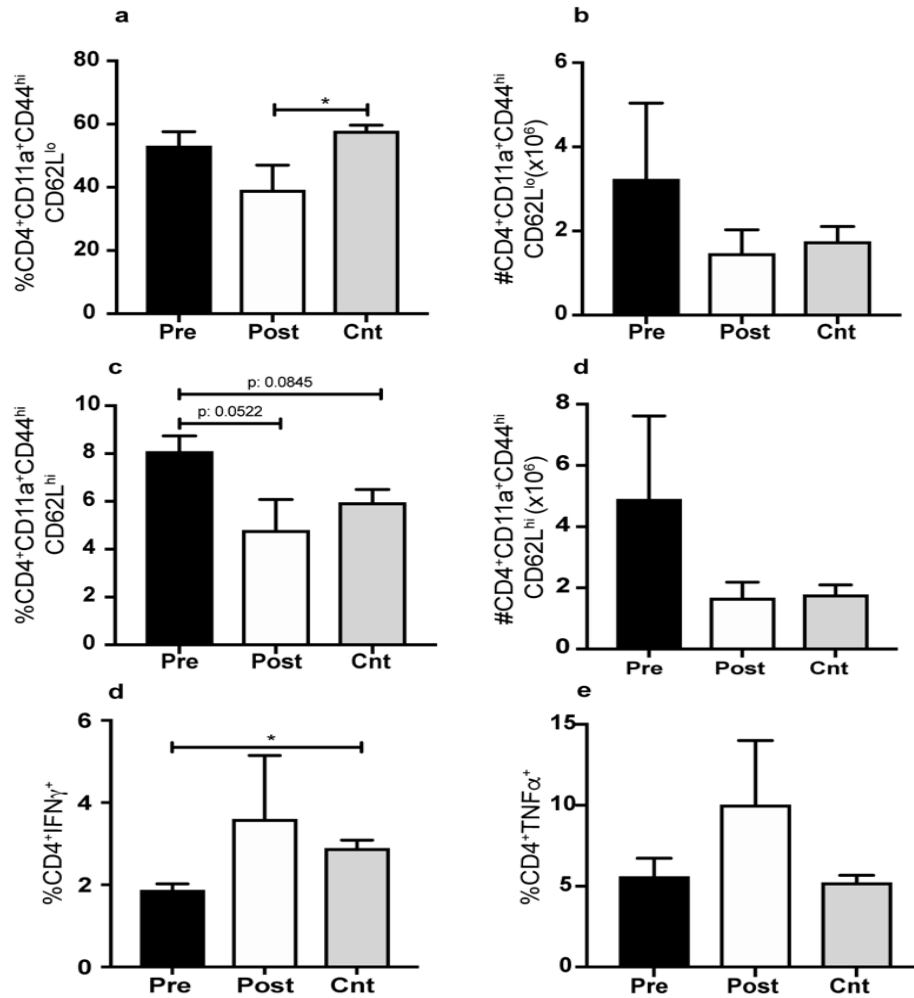 a
%CD4⁺CD11a⁺CD44ʰⁱ
CD62Lˡᵒ
80
60
40
20
0
*
Pre Post Cnt
b
#CD4⁺CD11a⁺CD44ʰⁱ
CD62Lˡᵒ(x10⁶)
6
4
2
0
Pre Post Cnt
c
%CD4⁺CD11a⁺CD44ʰⁱ
CD62Lʰⁱ
10
8
6
4
2
0
p: 0.0845
p: 0.0522
Pre Post Cnt
d
#CD4⁺CD11a⁺CD44ʰⁱ
CD62Lʰⁱ (x10⁶)
8
6
4
2
0
Pre Post Cnt
d
%CD4⁺IFNγ⁺
6
4
2
0
*
Pre Post Cnt
e
%CD4⁺TNFα⁺
15
10
5
0
Pre Post Cnt